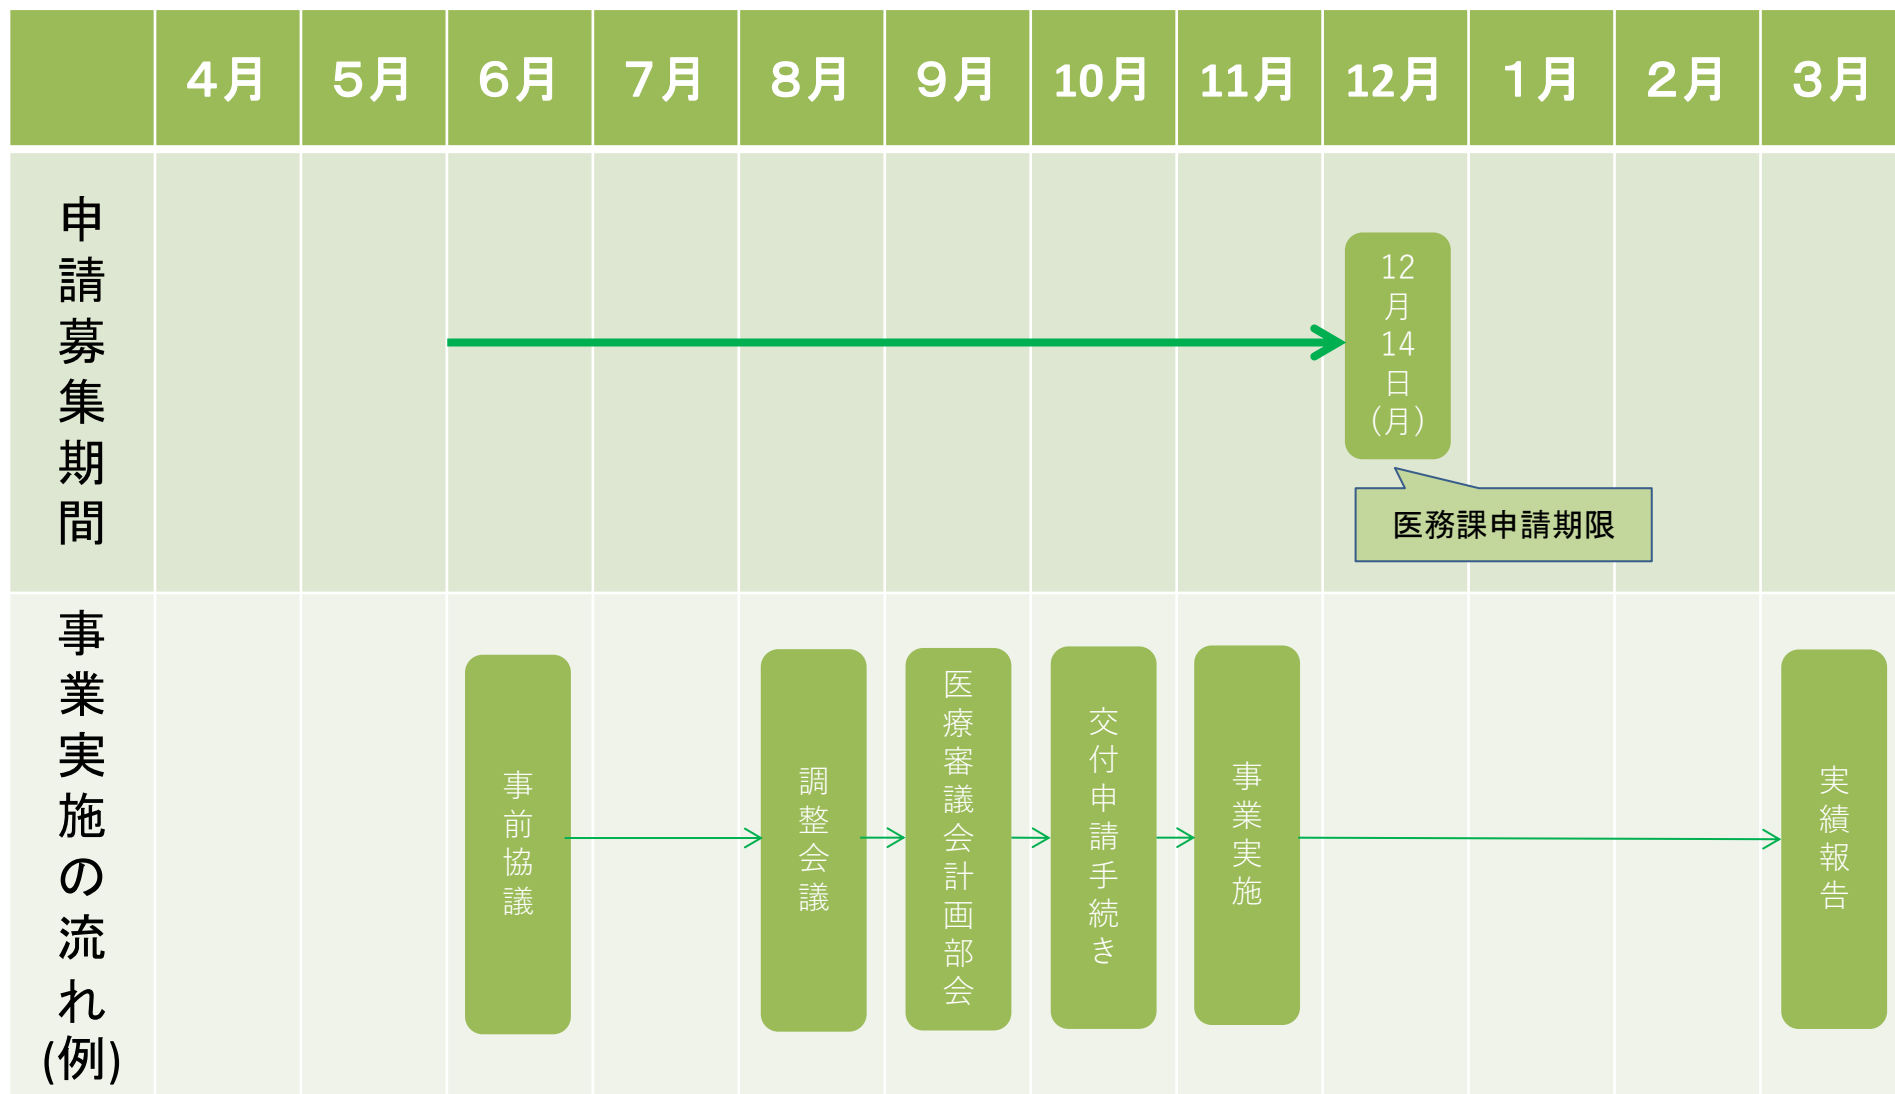 ４月 ５月 ６月 ７月 ８月 ９月 10月 11月 12月 １月 ２月 ３月
申請募集期間
12月14日(月)
医務課申請期限
事業実施の流れ(例)
事前協議
調整会議
医療審議会計画部会
交付申請手続き
事業実施
実績報告